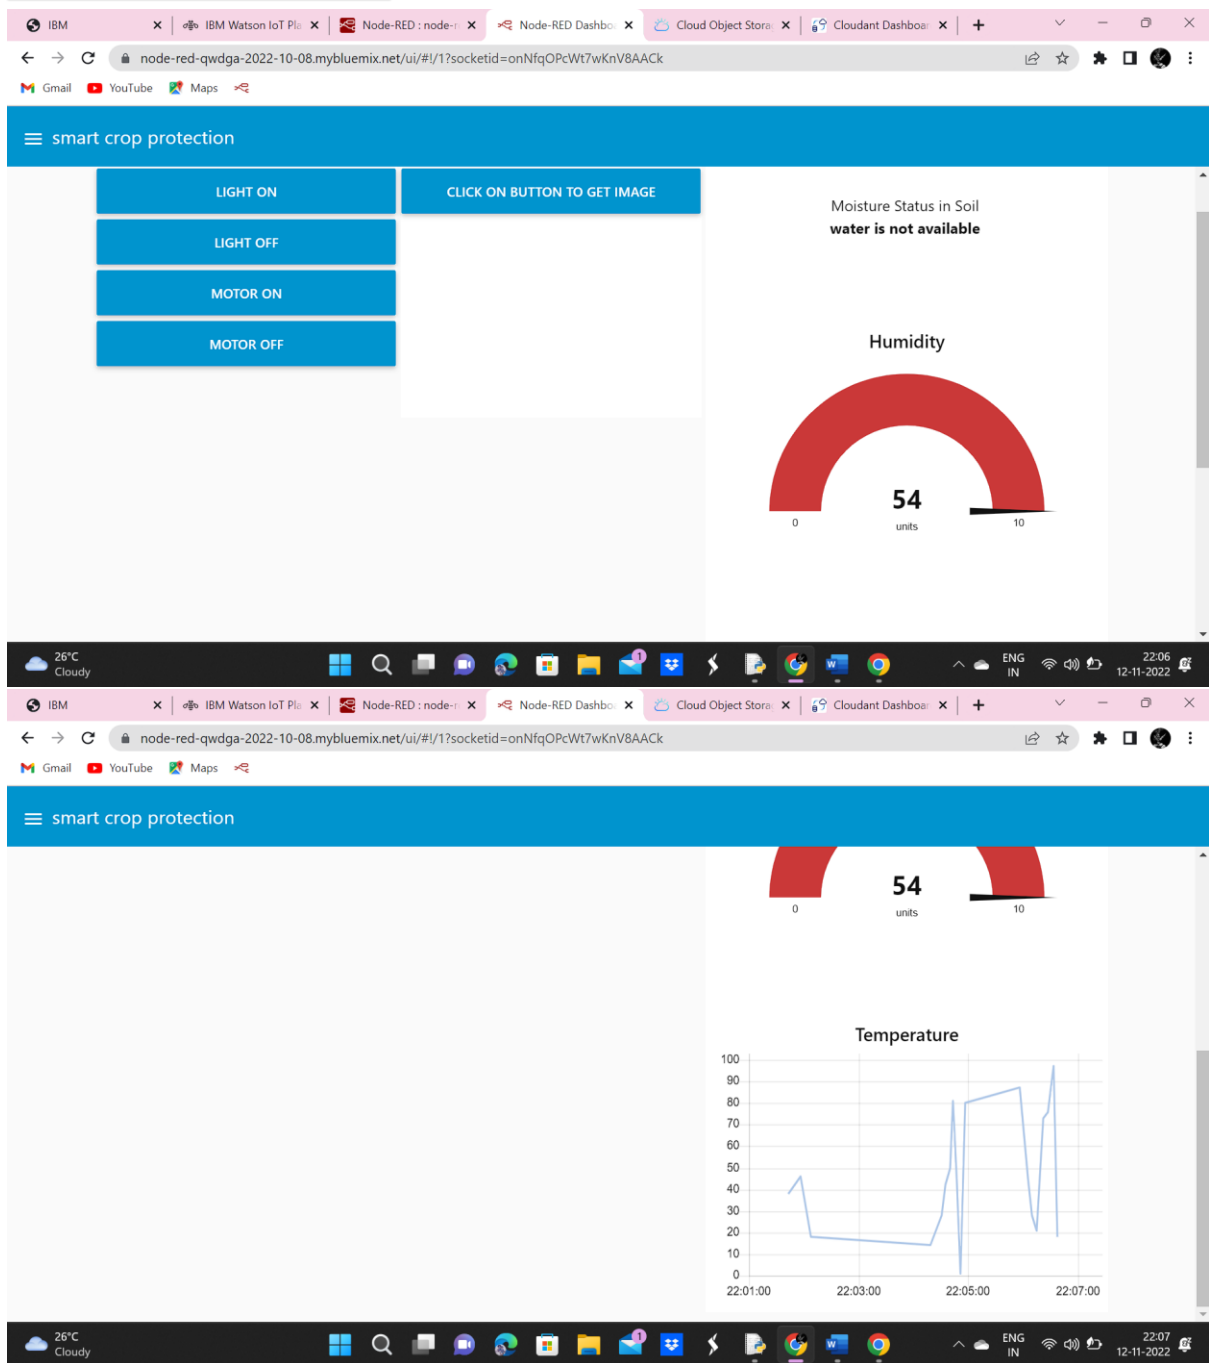 IBM
IBM Watson IoT Pla
Node-RED : node-r
Node-RED Dashbo
Cloud Object Storag
Cloudant Dashboar
node-red-qwdga-2022-10-08.mybluemix.net/ui/#!/1?socketid=onNfqOPcWt7wKnV8AACk
Gmail
YouTube
Maps
smart crop protection
LIGHT ON
LIGHT OFF
MOTOR ON
MOTOR OFF
CLICK ON BUTTON TO GET IMAGE
Moisture Status in Soil
water is not available
Humidity
54
units
0
10
26°C
Cloudy
1
ENG
IN
22:06
12-11-2022
IBM
IBM Watson IoT Pla
Node-RED : node-r
Node-RED Dashbo
Cloud Object Storag
Cloudant Dashboar
node-red-qwdga-2022-10-08.mybluemix.net/ui/#!/1?socketid=onNfqOPcWt7wKnV8AACk
Gmail
YouTube
Maps
smart crop protection
54
units
0
10
Temperature
100
90
80
70
60
50
40
30
20
10
0
22:01:00
22:03:00
22:05:00
22:07:00
26°C
Cloudy
1
ENG
IN
22:07
12-11-2022